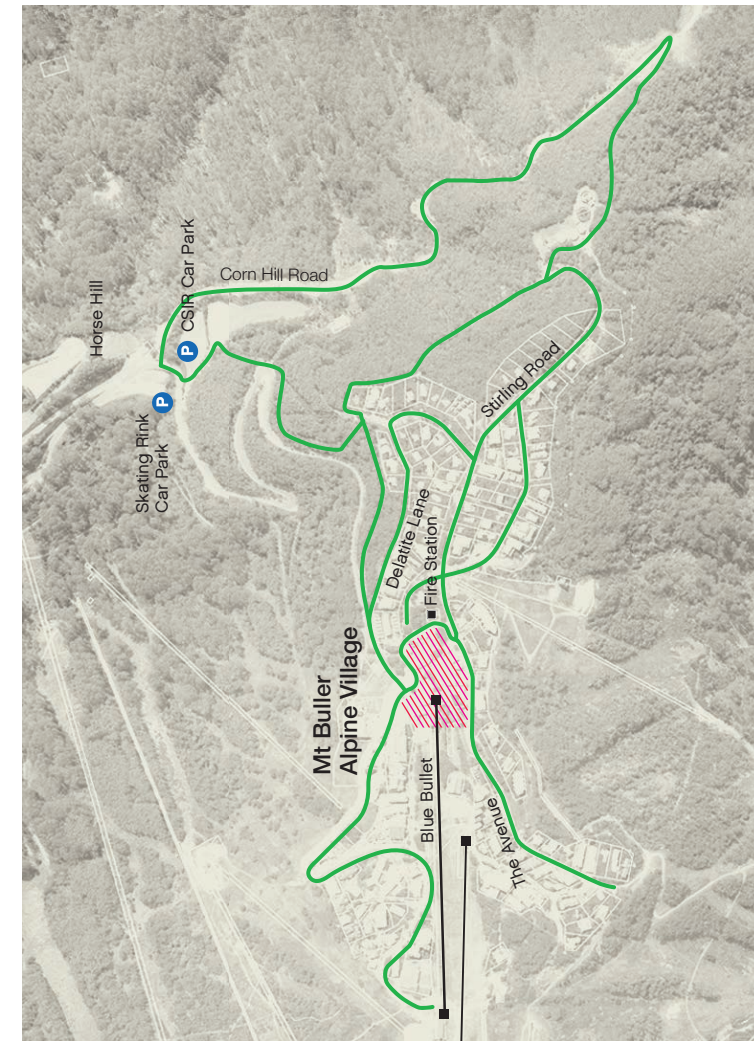 Horse Hill
CSIR Car Park
P
Corn Hill Road
P
Skating Rink
Car Park
Stirling Road
Delatite Lane
Fire Station
Mt Buller
Alpine Village
Blue Bullet
The Avenue